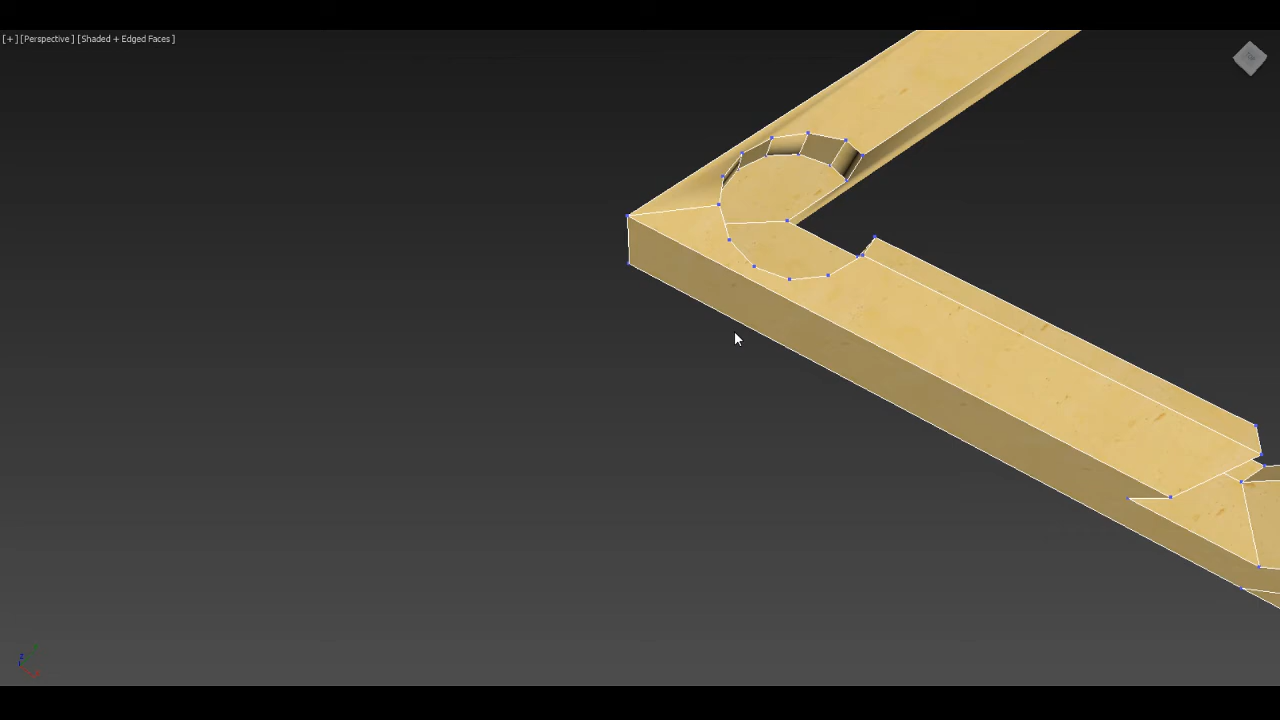 [+] [Perspective ] [Shaded + Edged Faces ]